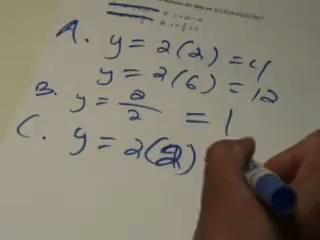 A. y = 2(2) = 4
y = 2(6) = 12
B. y = 2/2 = 1
C. y = 2(2)